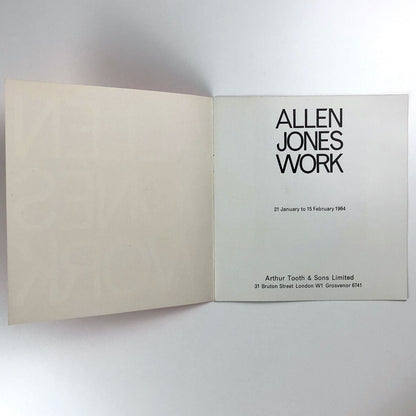 ALLEN
JONES
WORK
21 January to 15 February 1964
Arthur Tooth & Sons Limited
31 Bruton Street London W1 Grosvenor 6741